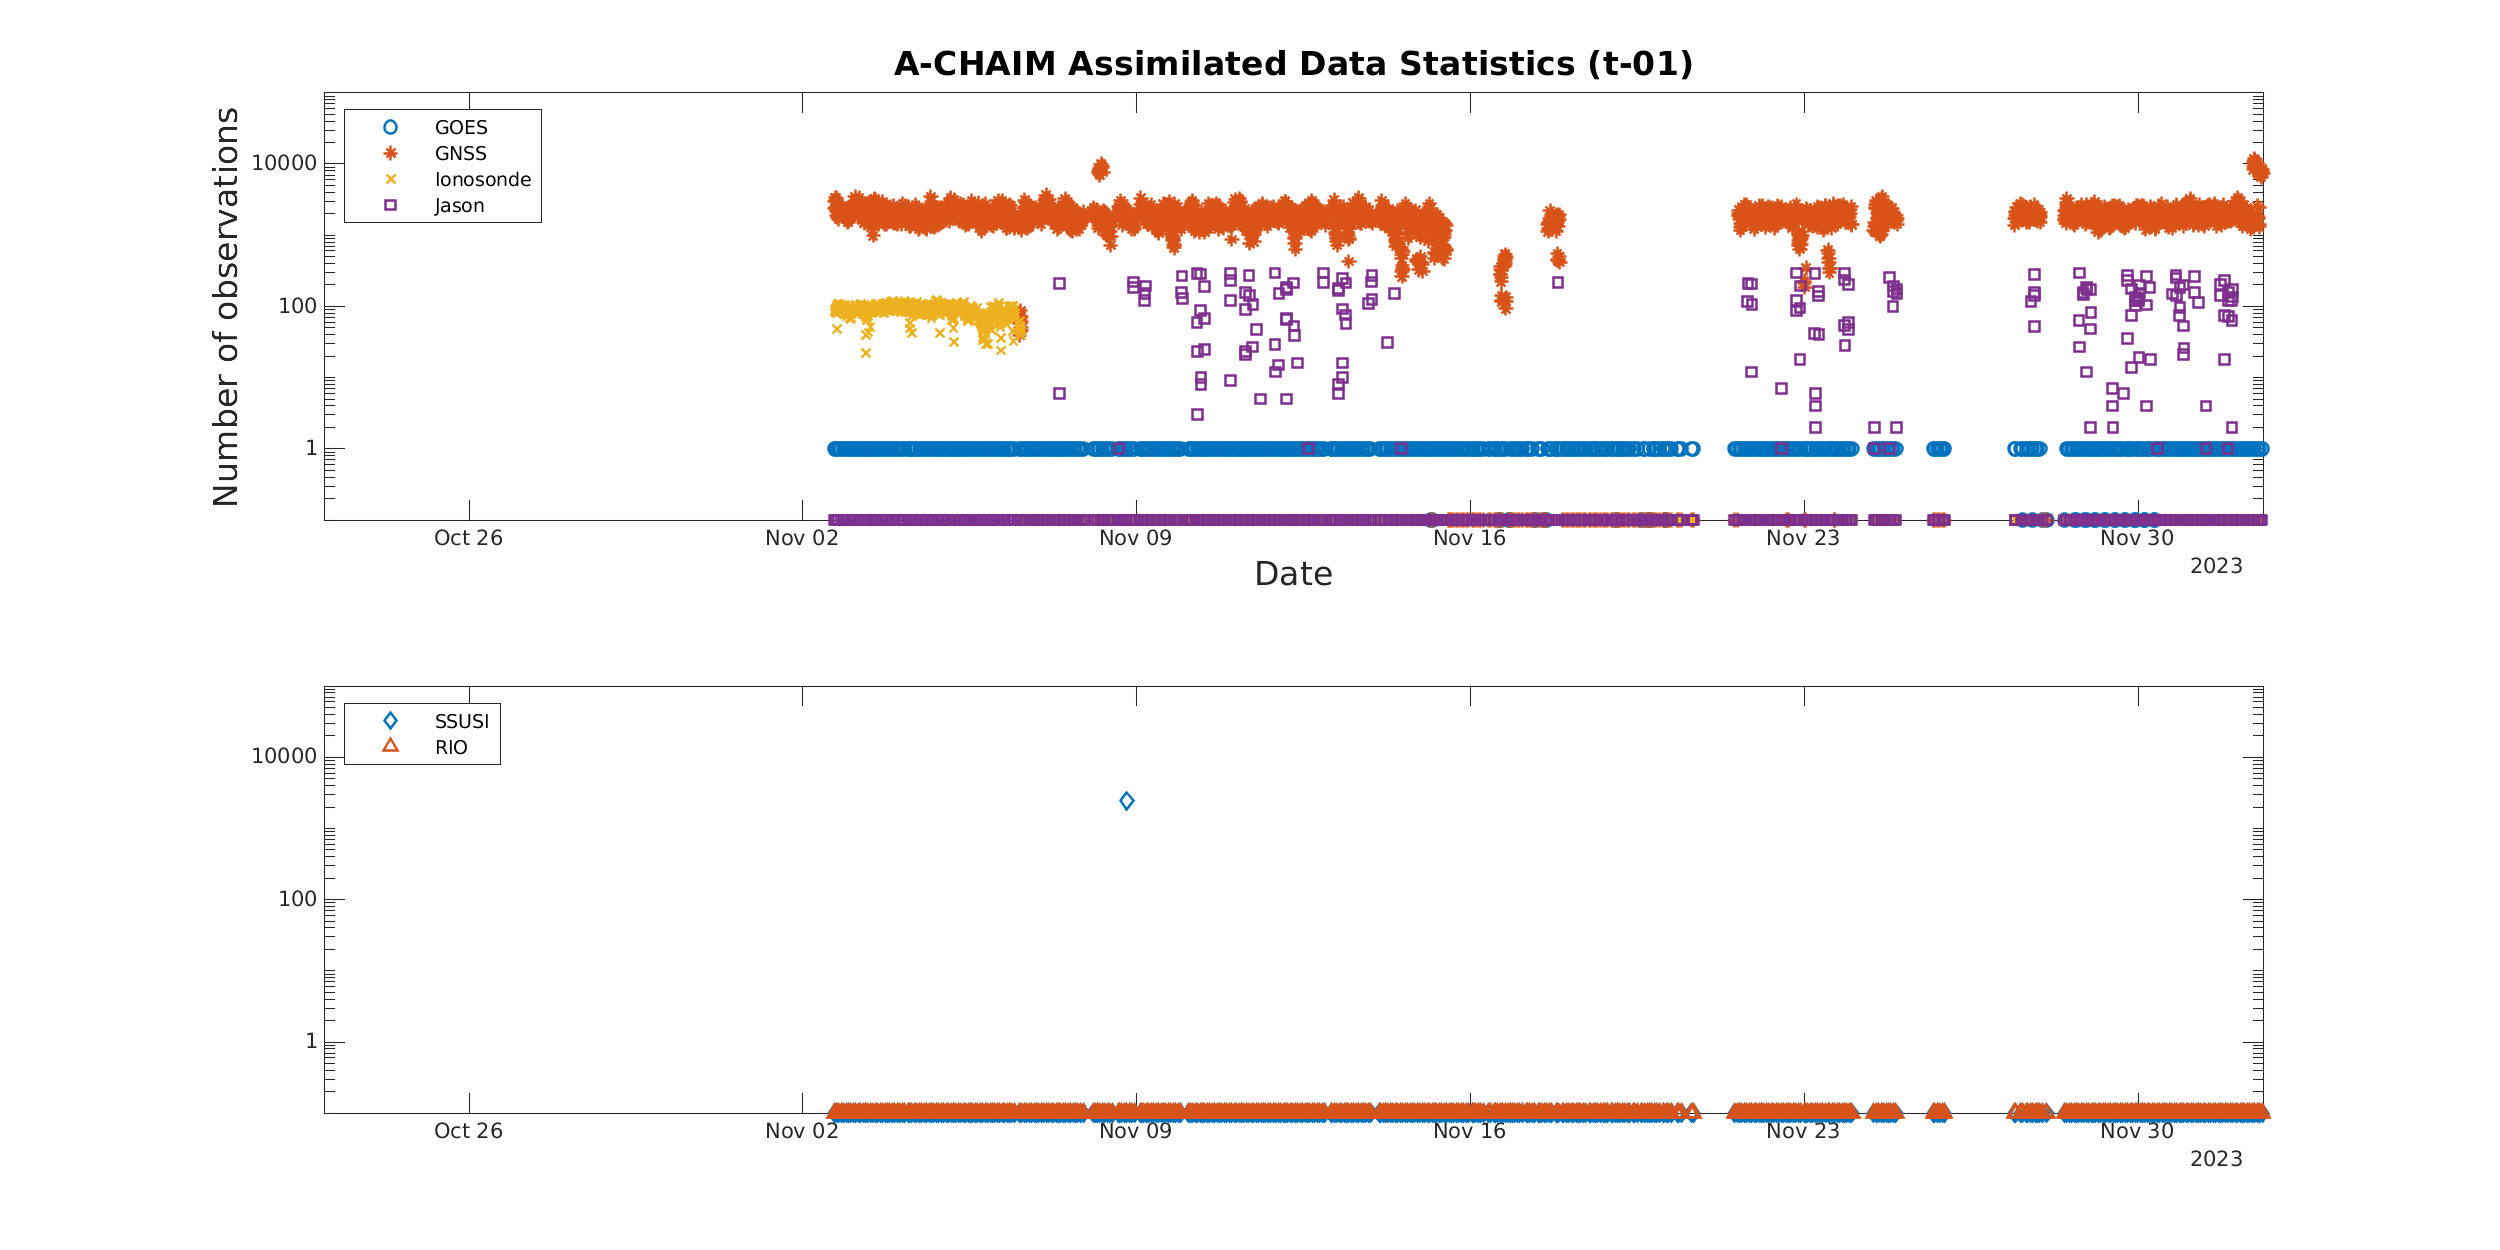 A-CHAIM Assimilated Data Statistics (t-01)
Number of observations
10000
100
1
GOES
GNSS
Ionosonde
Jason
Oct 26
Nov 02
Nov 09
Nov 16
Nov 23
Nov 30
2023
Date
10000
100
1
SSUSI
RIO
Oct 26
Nov 02
Nov 09
Nov 16
Nov 23
Nov 30
2023